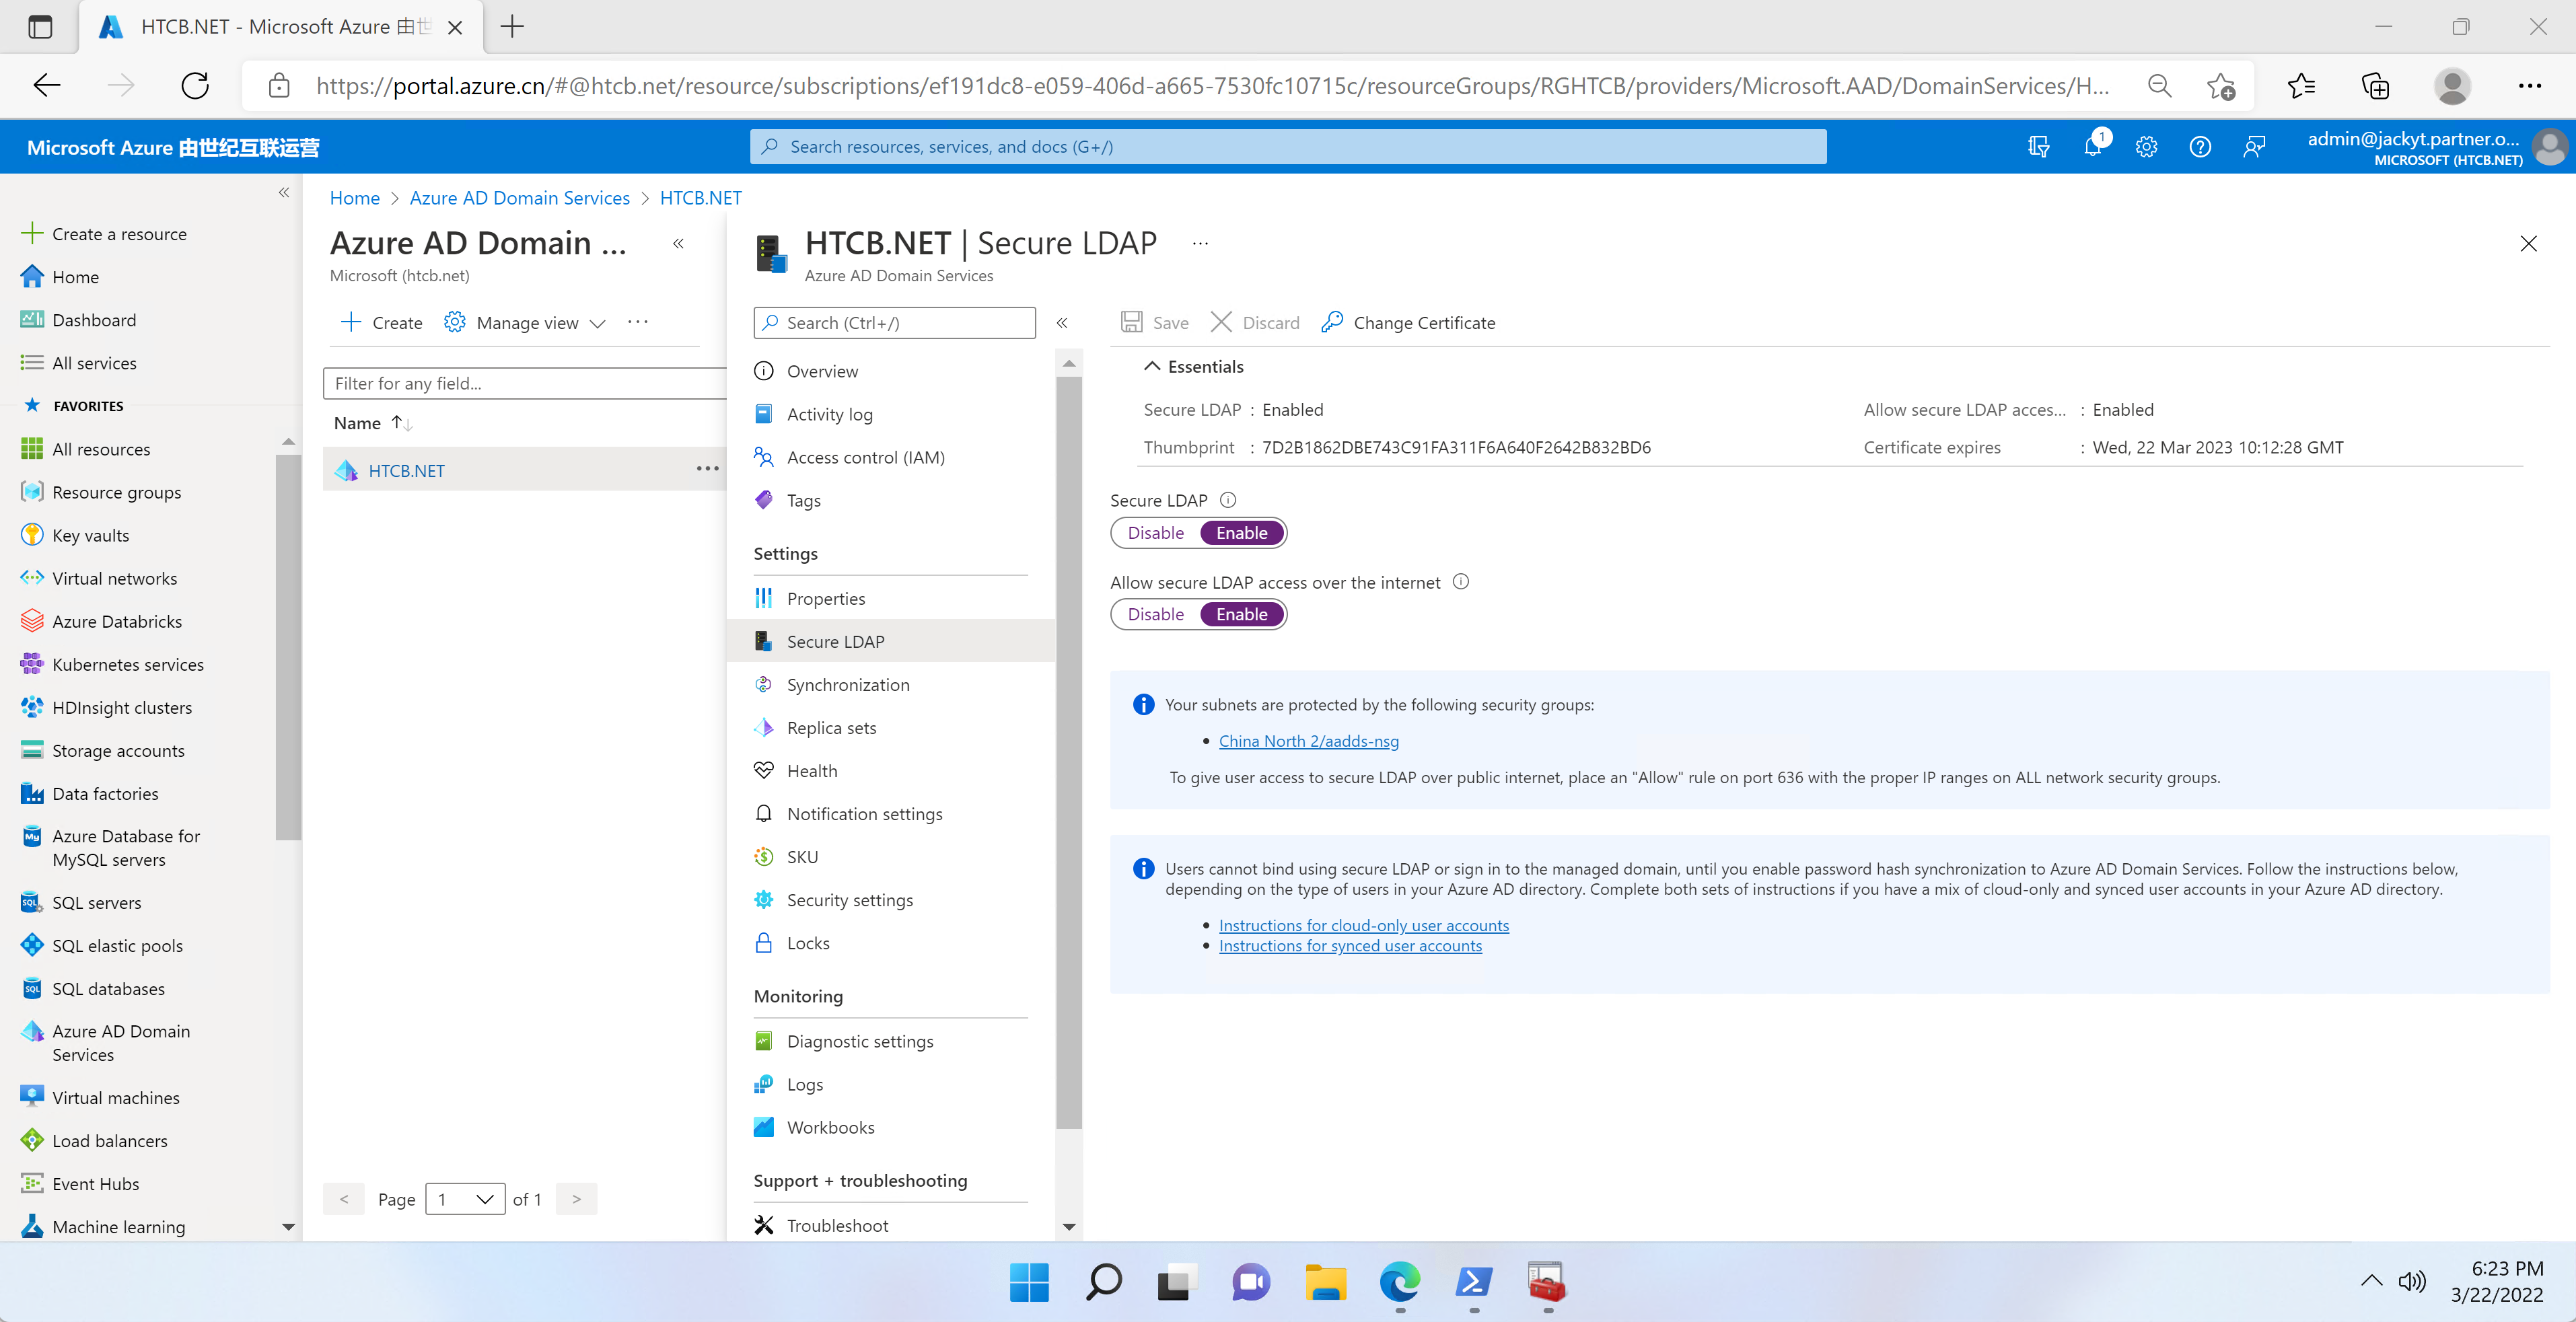 HTCB.NET - Microsoft Azure 由世
https://portal.azure.cn/#@htcb.net/resource/subscriptions/ef191dc8-e059-406d-a665-7530fc10715c/resourceGroups/RGHTCB/providers/Microsoft.AAD/DomainServices/H...
Microsoft Azure 由世纪互联运营
Search resources, services, and docs (G+/)
1
admin@jackyt.partner.o...
MICROSOFT (HTCB.NET)
Create a resource
Home
Dashboard
All services
FAVORITES
All resources
Resource groups
Key vaults
Virtual networks
Azure Databricks
Kubernetes services
HDInsight clusters
Storage accounts
Data factories
Azure Database for
MySQL servers
SQL servers
SQL elastic pools
SQL databases
Azure AD Domain
Services
Virtual machines
Load balancers
Event Hubs
Machine learning
Home > Azure AD Domain Services > HTCB.NET
Azure AD Domain ...
Microsoft (htcb.net)
Create
Manage view
Filter for any field...
Name
HTCB.NET
< Page 1 of 1 >
HTCB.NET | Secure LDAP
Azure AD Domain Services
Search (Ctrl+/)
Overview
Activity log
Access control (IAM)
Tags
Settings
Properties
Secure LDAP
Synchronization
Replica sets
Health
Notification settings
SKU
Security settings
Locks
Monitoring
Diagnostic settings
Logs
Workbooks
Support + troubleshooting
Troubleshoot
Save
Discard
Change Certificate
Essentials
Secure LDAP : Enabled
Allow secure LDAP acces... : Enabled
Thumbprint : 7D2B1862DBE743C91FA311F6A640F2642B832BD6
Certificate expires : Wed, 22 Mar 2023 10:12:28 GMT
Secure LDAP
Disable Enable
Allow secure LDAP access over the internet
Disable Enable
Your subnets are protected by the following security groups:
• China North 2/aadds-nsg
To give user access to secure LDAP over public internet, place an "Allow" rule on port 636 with the proper IP ranges on ALL network security groups.
Users cannot bind using secure LDAP or sign in to the managed domain, until you enable password hash synchronization to Azure AD Domain Services. Follow the instructions below,
depending on the type of users in your Azure AD directory. Complete both sets of instructions if you have a mix of cloud-only and synced user accounts in your Azure AD directory.
• Instructions for cloud-only user accounts
• Instructions for synced user accounts
6:23 PM
3/22/2022